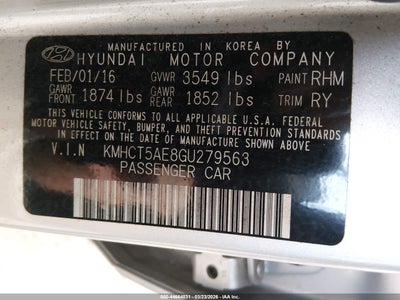 MANUFACTURED IN KOREA BY
HYUNDAI MOTOR COMPANY
FEB/01/16 GVWR 3549 lbs PAINT RHM
GAWR FRONT 1874 lbs GAWR REAR 1852 lbs TRIM RY
THIS VEHICLE CONFORMS TO ALL APPLICABLE U.S.A. FEDERAL
MOTOR VEHICLE SAFETY, BUMPER, AND THEFT PREVENTION
STANDARDS IN EFFECT ON THE DATE OF MANUFACTURE
SHOWN ABOVE.
V.I.N KMHCT5AE8GU279563
PASSENGER CAR